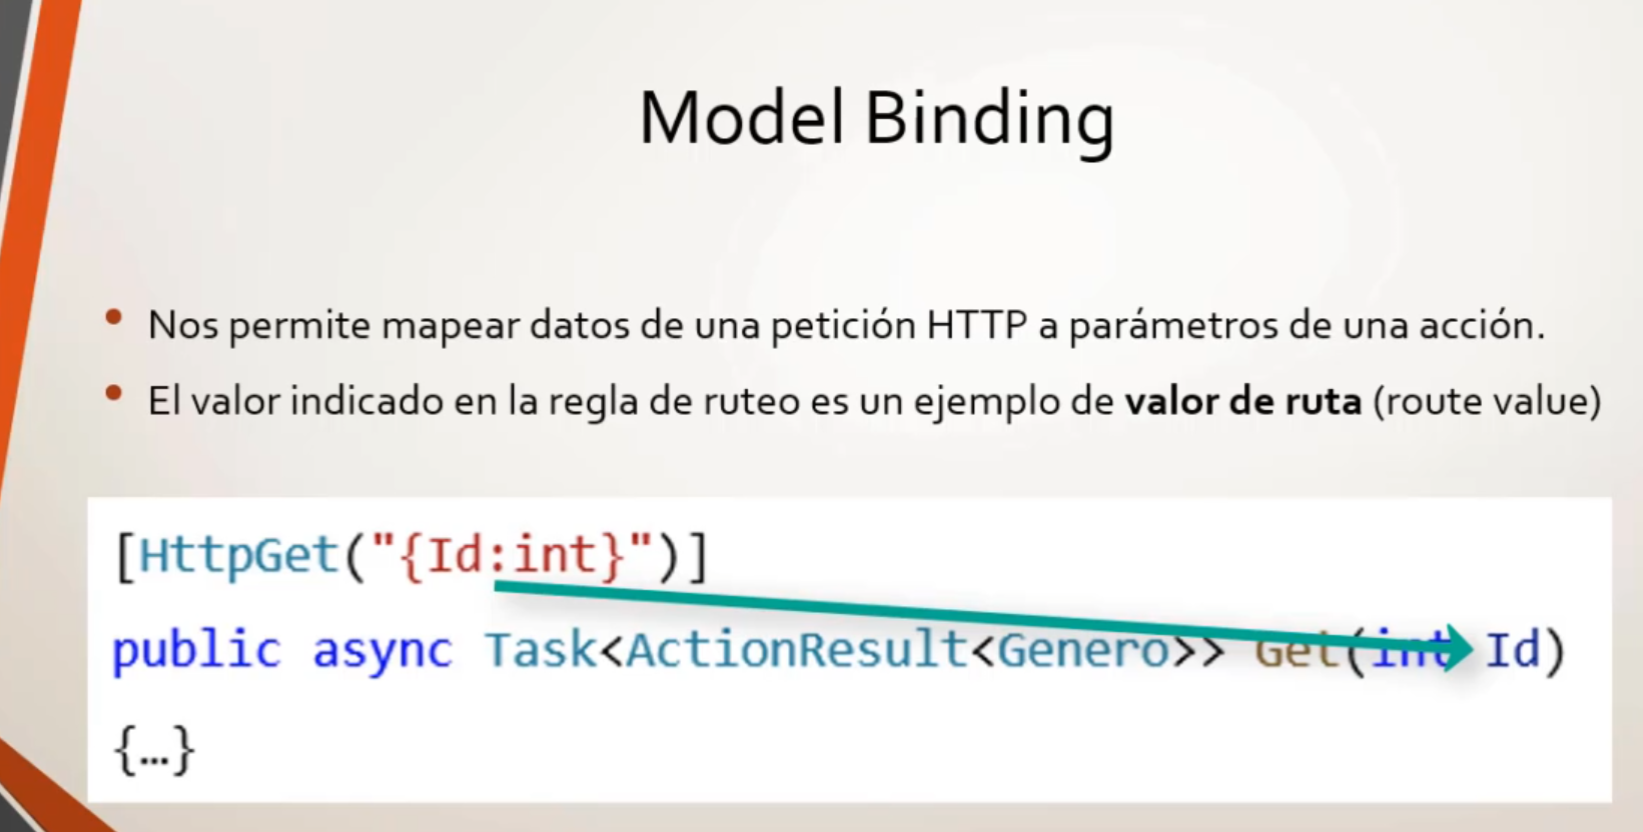 Model Binding
Nos permite mapear datos de una petición HTTP a parámetros de una acción.
El valor indicado en la regla de ruteo es un ejemplo de valor de ruta (route value)
[HttpGet("{Id:int}")]
public async Task<ActionResult<Genero>> Get(int Id)
{…}